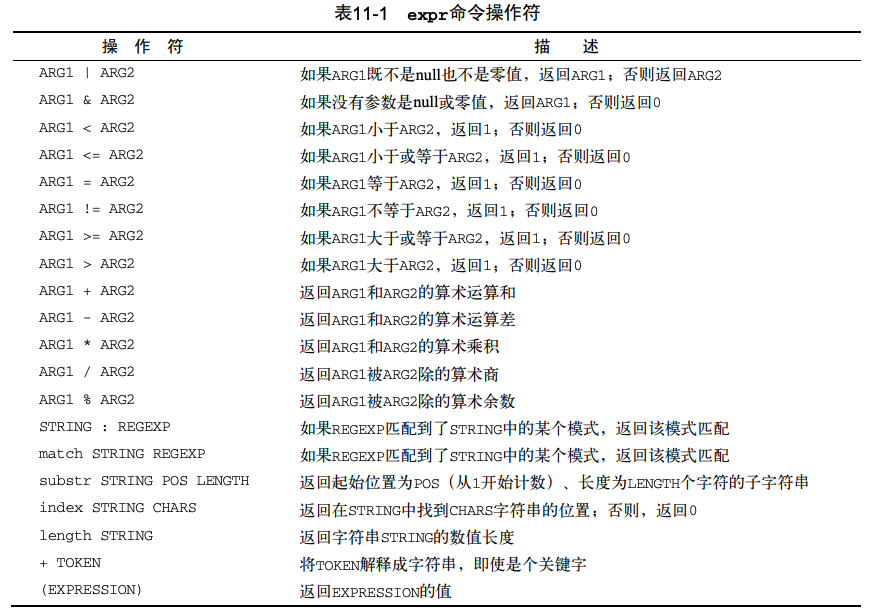 表11-1 expr命令操作符
操 作 符 描 述
ARG1 | ARG2 如果ARG1既不是null也不是零值，返回ARG1；否则返回ARG2
ARG1 & ARG2 如果没有参数是null或零值，返回ARG1；否则返回0
ARG1 < ARG2 如果ARG1小于ARG2，返回1；否则返回0
ARG1 <= ARG2 如果ARG1小于或等于ARG2，返回1；否则返回0
ARG1 = ARG2 如果ARG1等于ARG2，返回1；否则返回0
ARG1 != ARG2 如果ARG1不等于ARG2，返回1；否则返回0
ARG1 >= ARG2 如果ARG1大于或等于ARG2，返回1；否则返回0
ARG1 > ARG2 如果ARG1大于ARG2，返回1；否则返回0
ARG1 + ARG2 返回ARG1和ARG2的算术运算和
ARG1 - ARG2 返回ARG1和ARG2的算术运算差
ARG1 * ARG2 返回ARG1和ARG2的算术乘积
ARG1 / ARG2 返回ARG1被ARG2除的算术商
ARG1 % ARG2 返回ARG1被ARG2除的算术余数
STRING : REGEXP 如果REGEXP匹配到了STRING中的某个模式，返回该模式匹配
match STRING REGEXP 如果REGEXP匹配到了STRING中的某个模式，返回该模式匹配
substr STRING POS LENGTH 返回起始位置为POS（从1开始计数）、长度为LENGTH个字符的子字符串
index STRING CHARS 返回在STRING中找到CHARS字符串的位置；否则，返回0
length STRING 返回字符串STRING的数值长度
+ TOKEN 将TOKEN解释成字符串，即使是个关键字
(EXPRESSION) 返回EXPRESSION的值